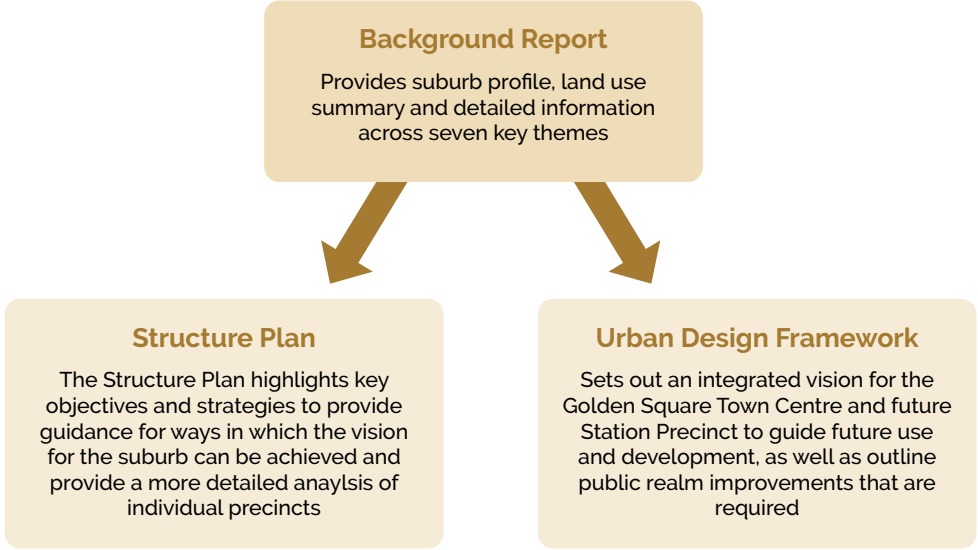 Background Report
Provides suburb profile, land use
summary and detailed information
across seven key themes
Structure Plan
The Structure Plan highlights key
objectives and strategies to provide
guidance for ways in which the vision
for the suburb can be achieved and
provide a more detailed anaylsis of
individual precincts
Urban Design Framework
Sets out an integrated vision for the
Golden Square Town Centre and future
Station Precinct to guide future use
and development, as well as outline
public realm improvements that are
required